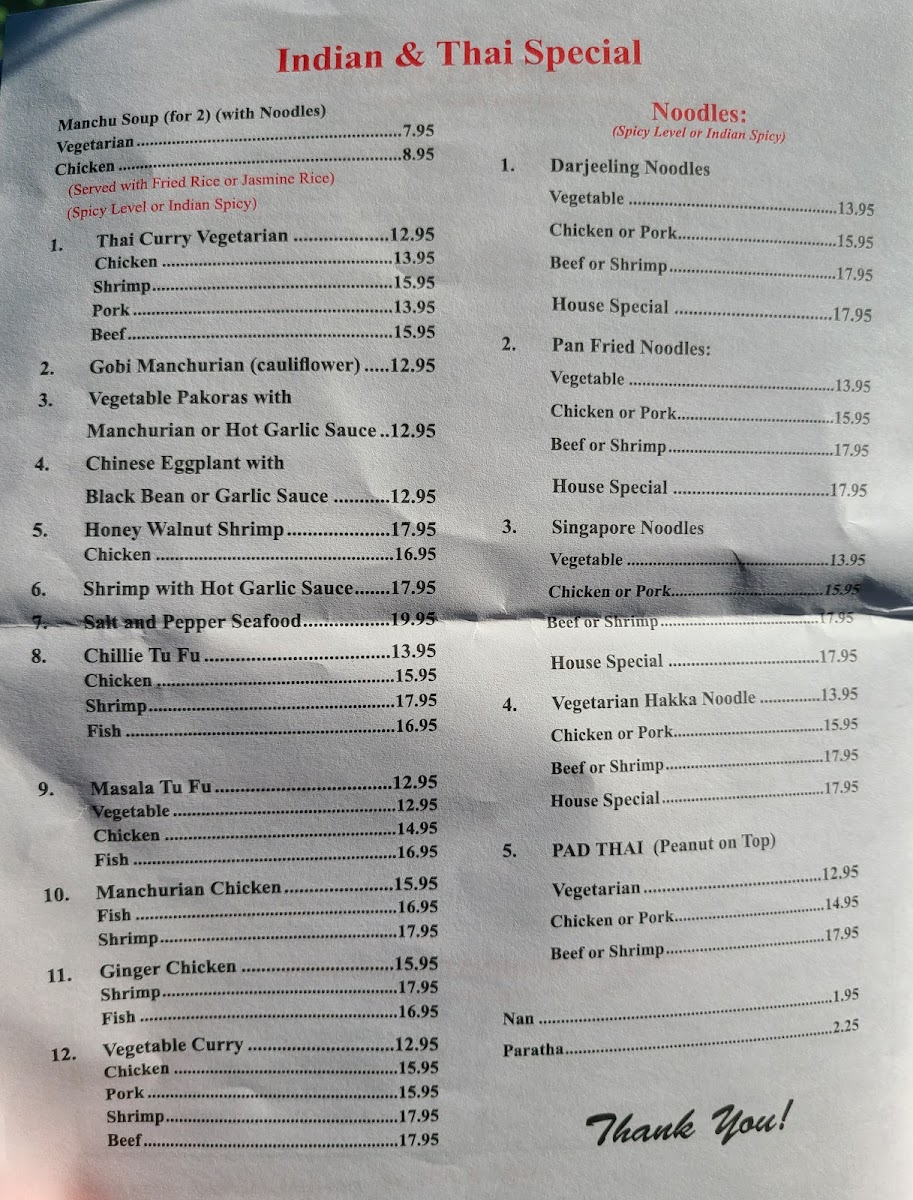 Indian & Thai Special
Manchu Soup (for 2) (with Noodles)
Vegetarian ........ 7.95
Chicken ........ 8.95
(Served with Fried Rice or Jasmine Rice)
(Spicy Level or Indian Spicy)
1. Thai Curry Vegetarian ........ 12.95
Chicken ........ 13.95
Shrimp ........ 15.95
Pork ........ 13.95
Beef ........ 15.95
2. Gobi Manchurian (cauliflower) ..... 12.95
3. Vegetable Pakoras with
Manchurian or Hot Garlic Sauce .. 12.95
4. Chinese Eggplant with
Black Bean or Garlic Sauce ........ 12.95
5. Honey Walnut Shrimp ........ 17.95
Chicken ........ 16.95
6. Shrimp with Hot Garlic Sauce ....... 17.95
7. Salt and Pepper Seafood ........ 19.95
8. Chillie Tu Fu ........ 13.95
Chicken ........ 15.95
Shrimp ........ 17.95
Fish ........ 16.95
9. Masala Tu Fu ........ 12.95
Vegetable ........ 12.95
Chicken ........ 14.95
Fish ........ 16.95
10. Manchurian Chicken ........ 15.95
Fish ........ 16.95
Shrimp ........ 17.95
11. Ginger Chicken ........ 15.95
Shrimp ........ 17.95
Fish ........ 16.95
12. Vegetable Curry ........ 12.95
Chicken ........ 15.95
Pork ........ 15.95
Shrimp ........ 17.95
Beef ........ 17.95
Noodles:
(Spicy Level or Indian Spicy)
1. Darjeeling Noodles
Vegetable ........ 13.95
Chicken or Pork ........ 15.95
Beef or Shrimp ........ 17.95
House Special ........ 17.95
2. Pan Fried Noodles:
Vegetable ........ 13.95
Chicken or Pork ........ 15.95
Beef or Shrimp ........ 17.95
House Special ........ 17.95
3. Singapore Noodles
Vegetable ........ 13.95
Chicken or Pork ........ 15.95
Beef or Shrimp ........ 17.95
House Special ........ 17.95
4. Vegetarian Hakka Noodle ........ 13.95
Chicken or Pork ........ 15.95
Beef or Shrimp ........ 17.95
House Special ........ 17.95
5. PAD THAI (Peanut on Top)
Vegetarian ........ 12.95
Chicken or Pork ........ 14.95
Beef or Shrimp ........ 17.95
Nan ........ 1.95
Paratha ........ 2.25
Thank You!